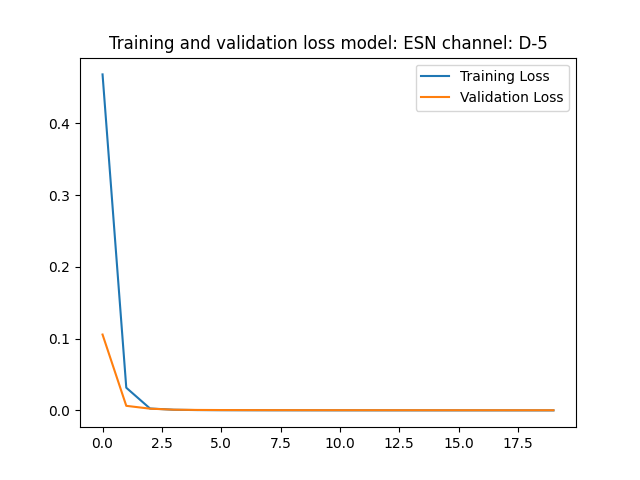 Training and validation loss model: ESN channel: D-5
Training Loss
Validation Loss
0.4
0.3
0.2
0.1
0.0
0.0 2.5 5.0 7.5 10.0 12.5 15.0 17.5